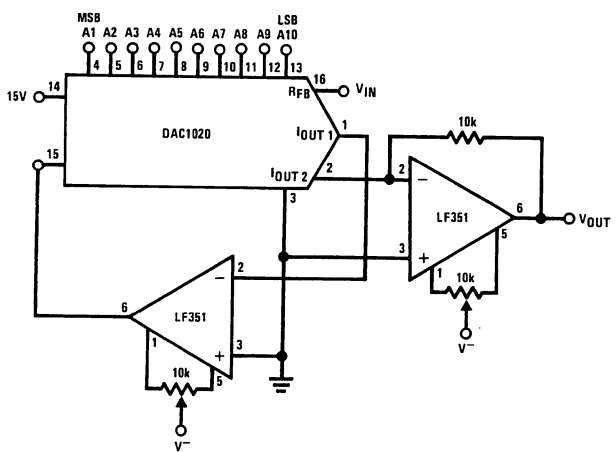 MSB LSB
A1 A2 A3 A4 A5 A6 A7 A8 A9 A10
4 5 6 7 8 9 10 11 12 13
15V 14
16
RFB VIN
DAC1020
IOUT 1 1
15
IOUT 2 2
3
10k
2
−
LF351
6
VOUT
3
+
5
1
10k
V−
2
−
6
LF351
1
3
+
5
10k
V−